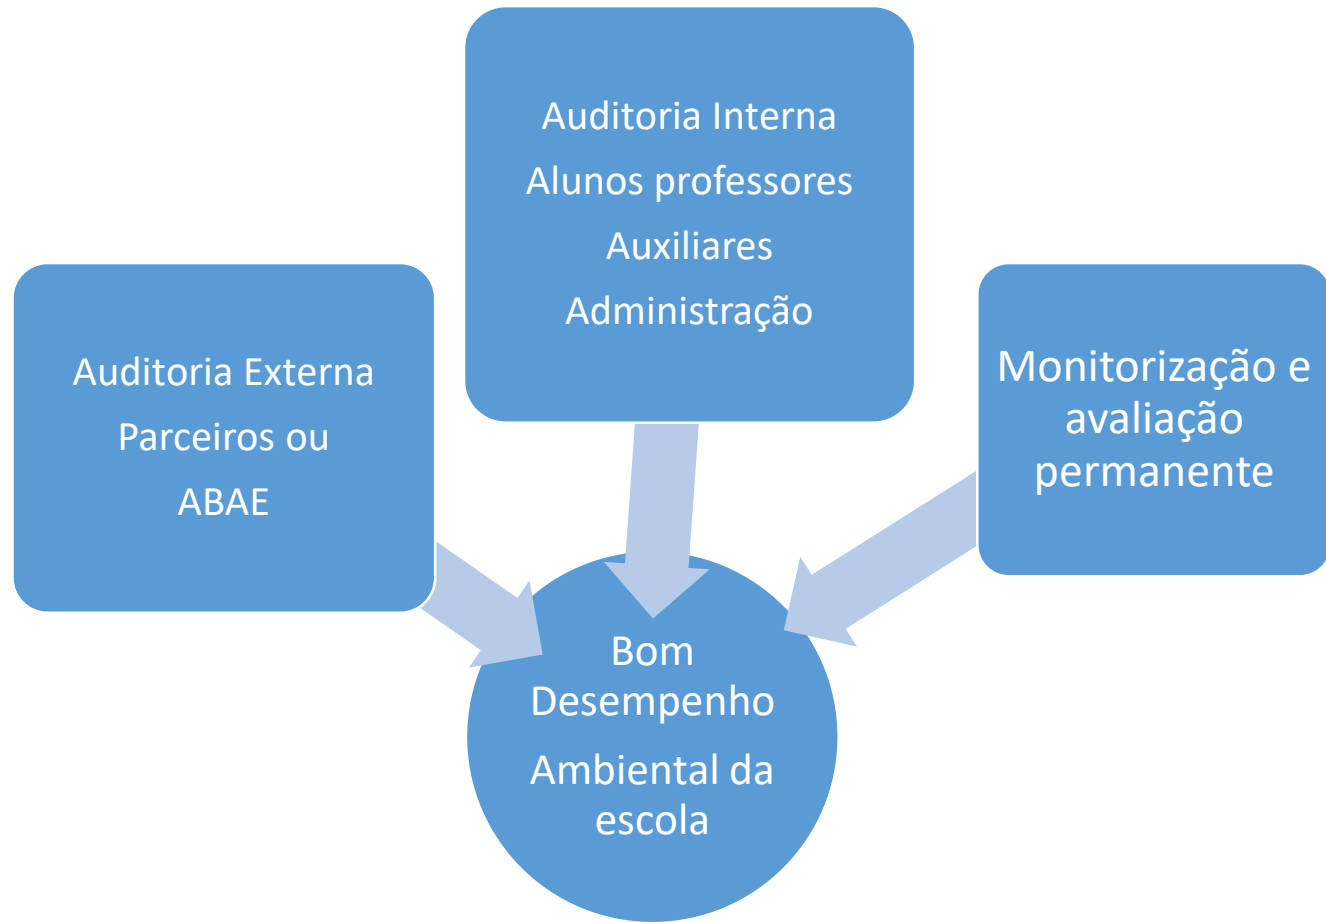 Auditoria Externa
Parceiros ou
ABAE
Auditoria Interna
Alunos professores
Auxiliares
Administração
Monitorização e
avaliação
permanente
Bom
Desempenho
Ambiental da
escola